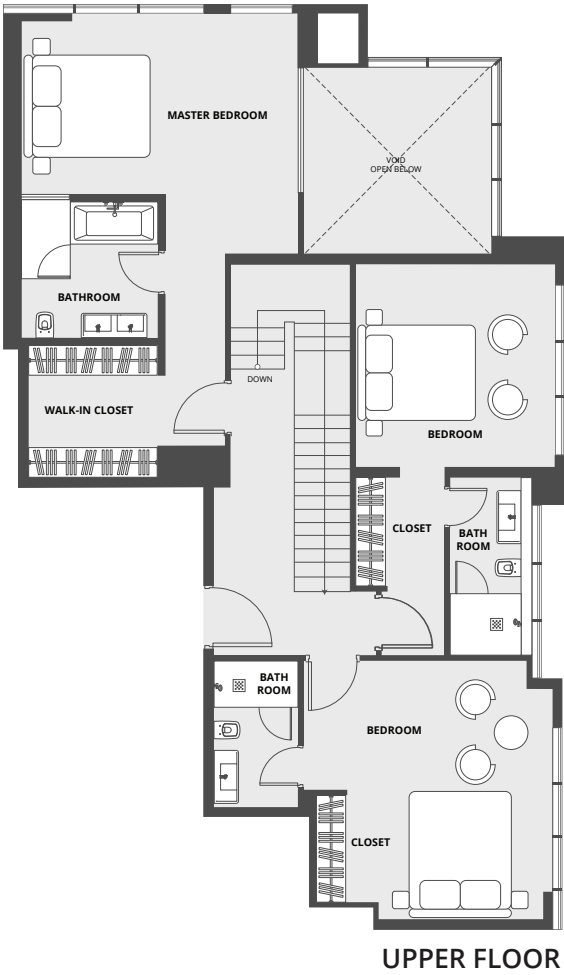 MASTER BEDROOM
VOID
OPEN BELOW
BATHROOM
DOWN
WALK-IN CLOSET
BEDROOM
CLOSET
BATH
ROOM
BATH
ROOM
BEDROOM
CLOSET
UPPER FLOOR